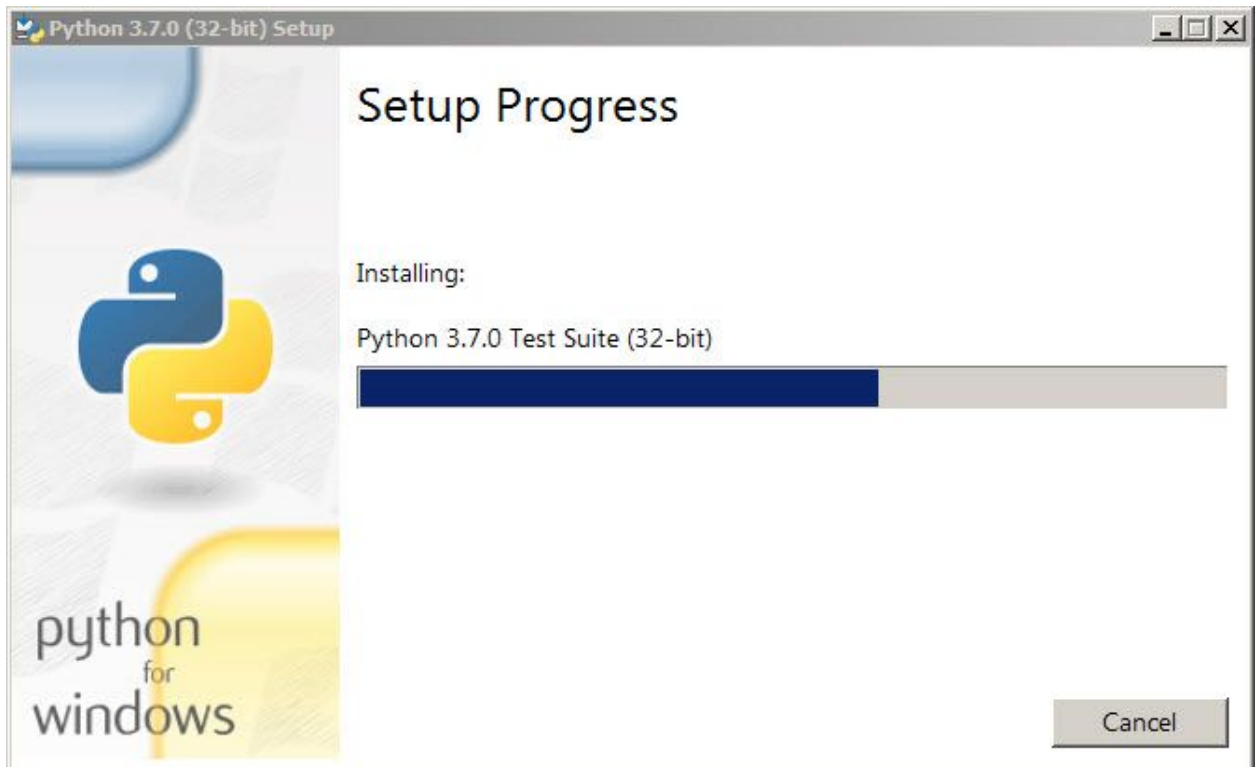 Python 3.7.0 (32-bit) Setup
Setup Progress
Installing:
Python 3.7.0 Test Suite (32-bit)
python
for
windows
Cancel